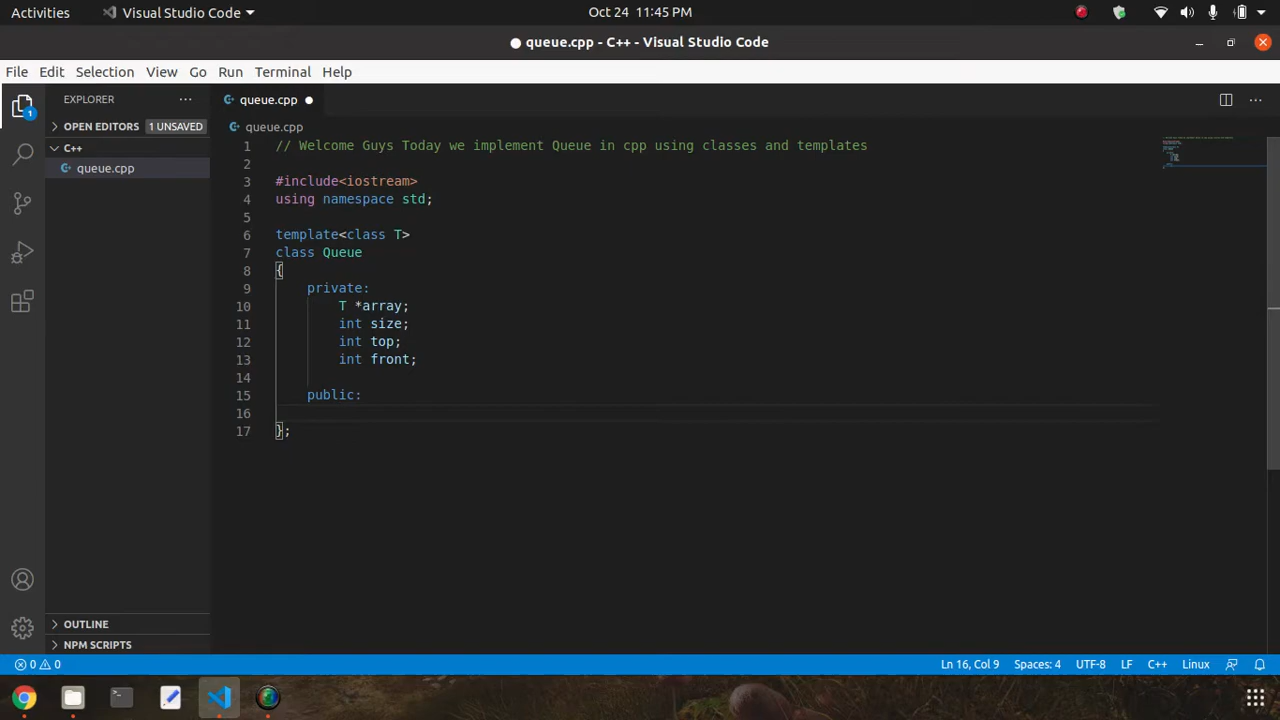 Activities
Visual Studio Code
Oct 24 11:45 PM
queue.cpp - C++ - Visual Studio Code
File Edit Selection View Go Run Terminal Help
EXPLORER
queue.cpp
OPEN EDITORS 1 UNSAVED
queue.cpp
C++
1 // Welcome Guys Today we implement Queue in cpp using classes and templates
queue.cpp
2
3 #include<iostream>
4 using namespace std;
5
6 template<class T>
7 class Queue
8 {
9 private:
10 T *array;
11 int size;
12 int top;
13 int front;
14
15 public:
16
17 };
1
OUTLINE
NPM SCRIPTS
0 0
Ln 16, Col 9
Spaces: 4
UTF-8
LF
C++
Linux